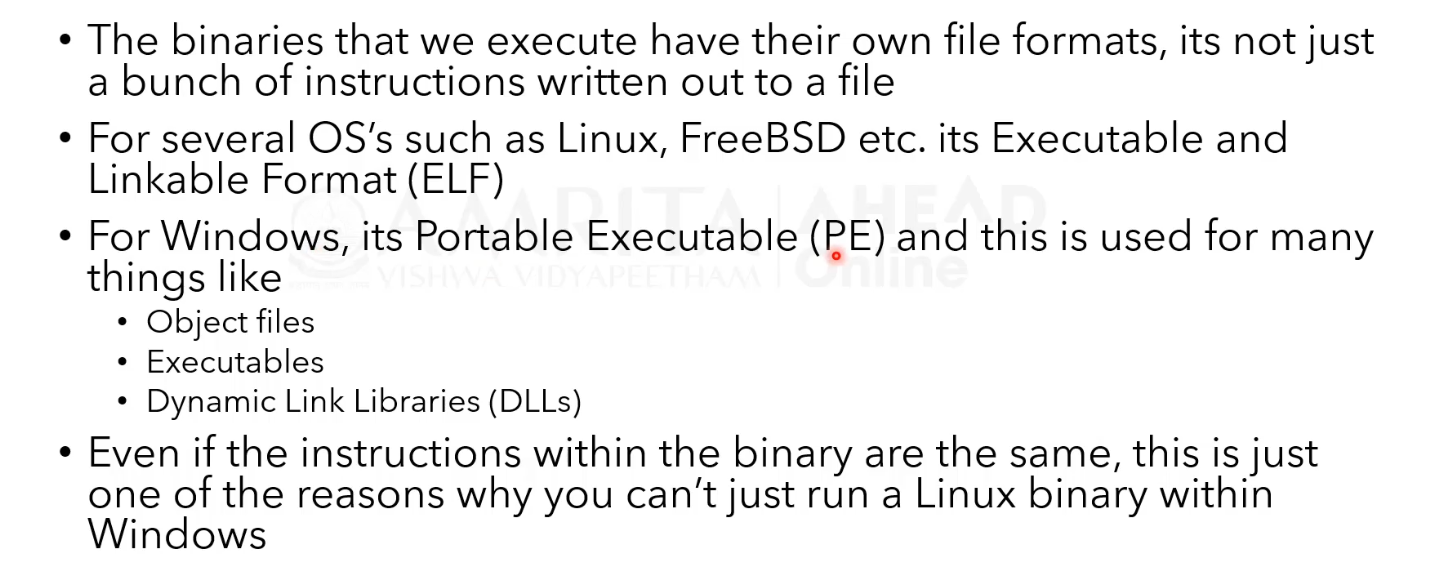 • The binaries that we execute have their own file formats, its not just
a bunch of instructions written out to a file
• For several OS’s such as Linux, FreeBSD etc. its Executable and
Linkable Format (ELF)
AMRITA AHEAD
• For Windows, its Portable Executable (PE) and this is used for many
VISHWA VIDYAPEETHAM Online
things like
• Object files
• Executables
• Dynamic Link Libraries (DLLs)
• Even if the instructions within the binary are the same, this is just
one of the reasons why you can’t just run a Linux binary within
Windows